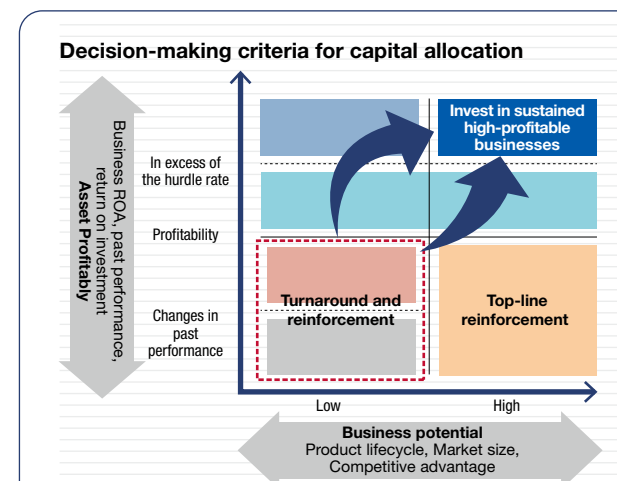 Decision-making criteria for capital allocation
Asset Profitably
Business ROA, past performance,
return on investment
In excess of
the hurdle rate
Profitability
Changes in
past
performance
Invest in sustained
high-profitable
businesses
Turnaround and
reinforcement
Top-line
reinforcement
Low
High
Business potential
Product lifecycle, Market size,
Competitive advantage